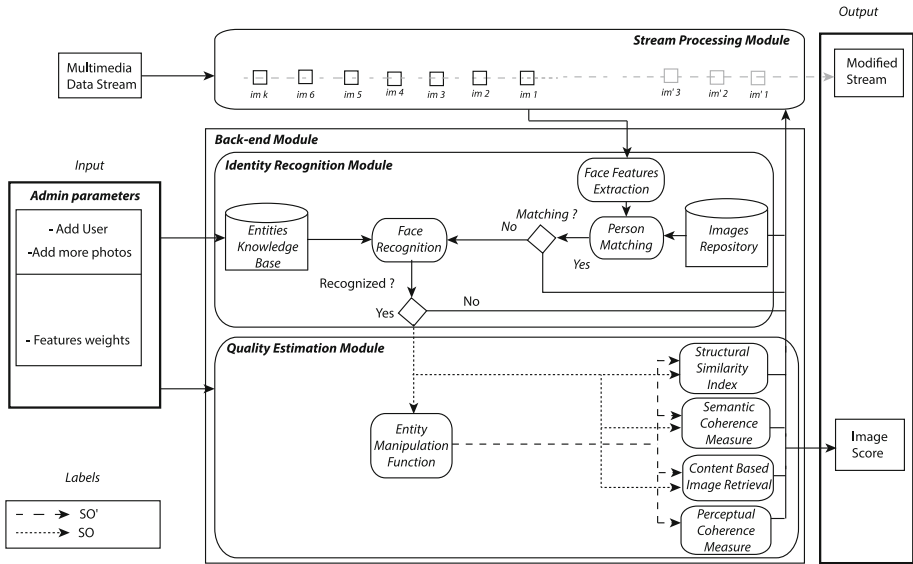 Output
Stream Processing Module
Multimedia
Data Stream
im k
im 6
im 5
im 4
im 3
im 2
im 1
im' 3
im' 2
im' 1
Modified
Stream
Back-end Module
Input
Identity Recognition Module
Admin parameters
- Add User
-Add more photos
- Features weights
Face Features
Extraction
Matching ?
No
Yes
Person
Matching
Images
Repository
Entities
Knowledge
Base
Face
Recognition
Recognized ?
Yes
No
Quality Estimation Module
Structural
Similarity
Index
Semantic
Coherence
Measure
Entity
Manipulation
Function
Content Based
Image Retrieval
Perceptual
Coherence
Measure
Image
Score
Labels
SO'
SO